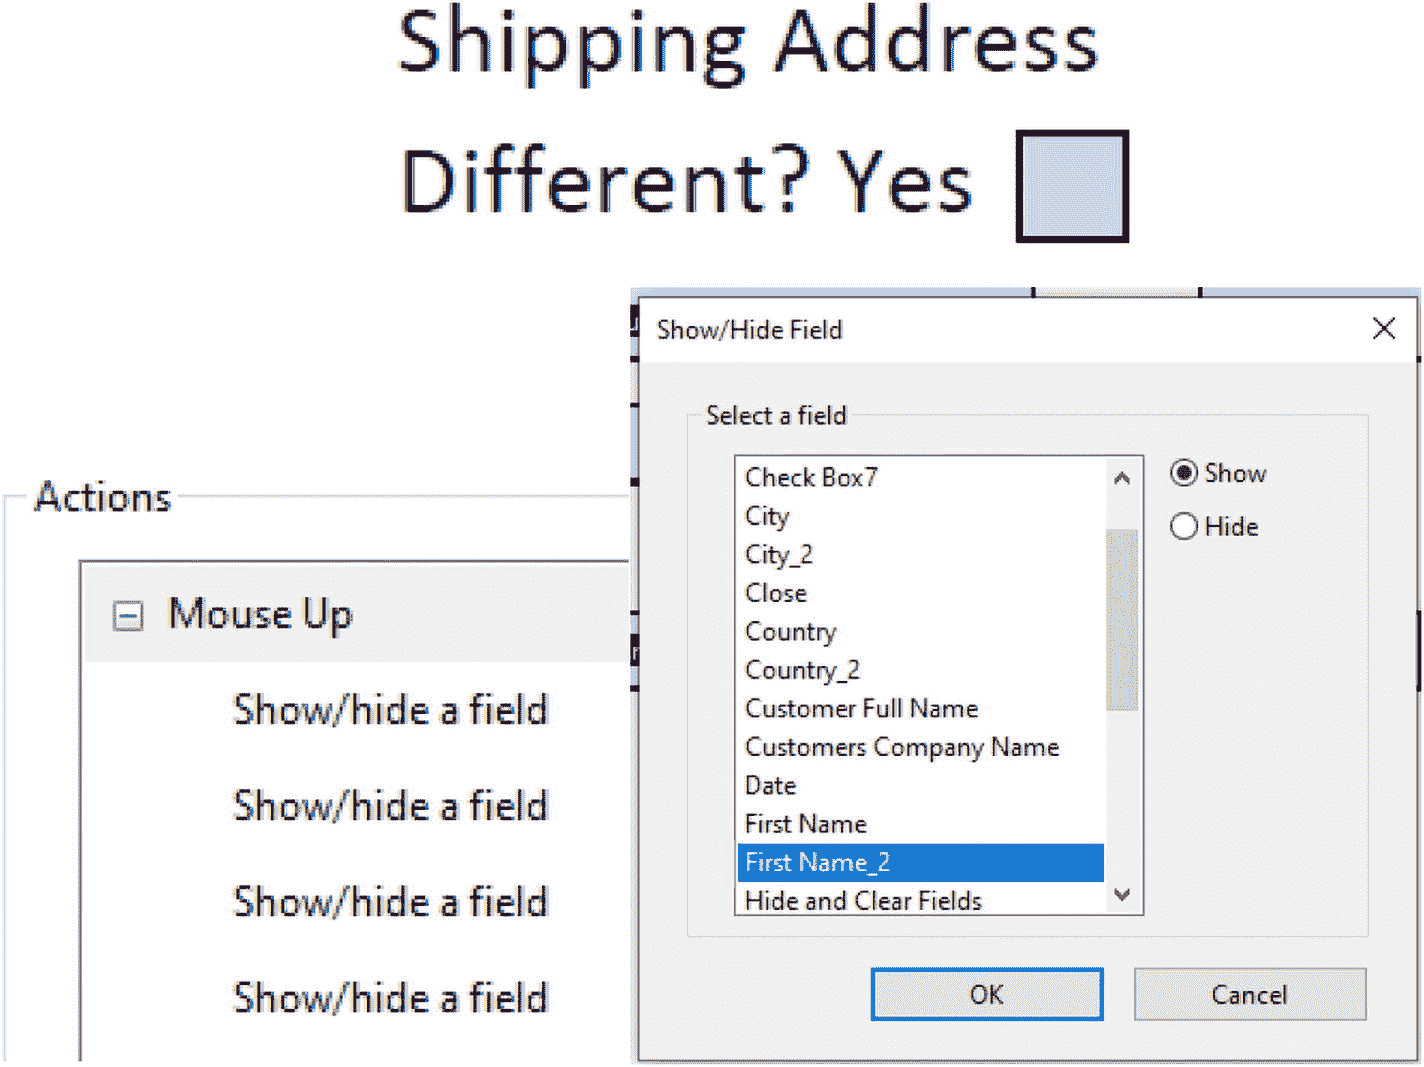 Shipping Address
Different? Yes
Show/Hide Field
Select a field
Check Box7
City
City_2
Close
Country
Country_2
Customer Full Name
Customers Company Name
Date
First Name
First Name_2
Hide and Clear Fields
Show
Hide
OK
Cancel
Actions
Mouse Up
Show/hide a field
Show/hide a field
Show/hide a field
Show/hide a field